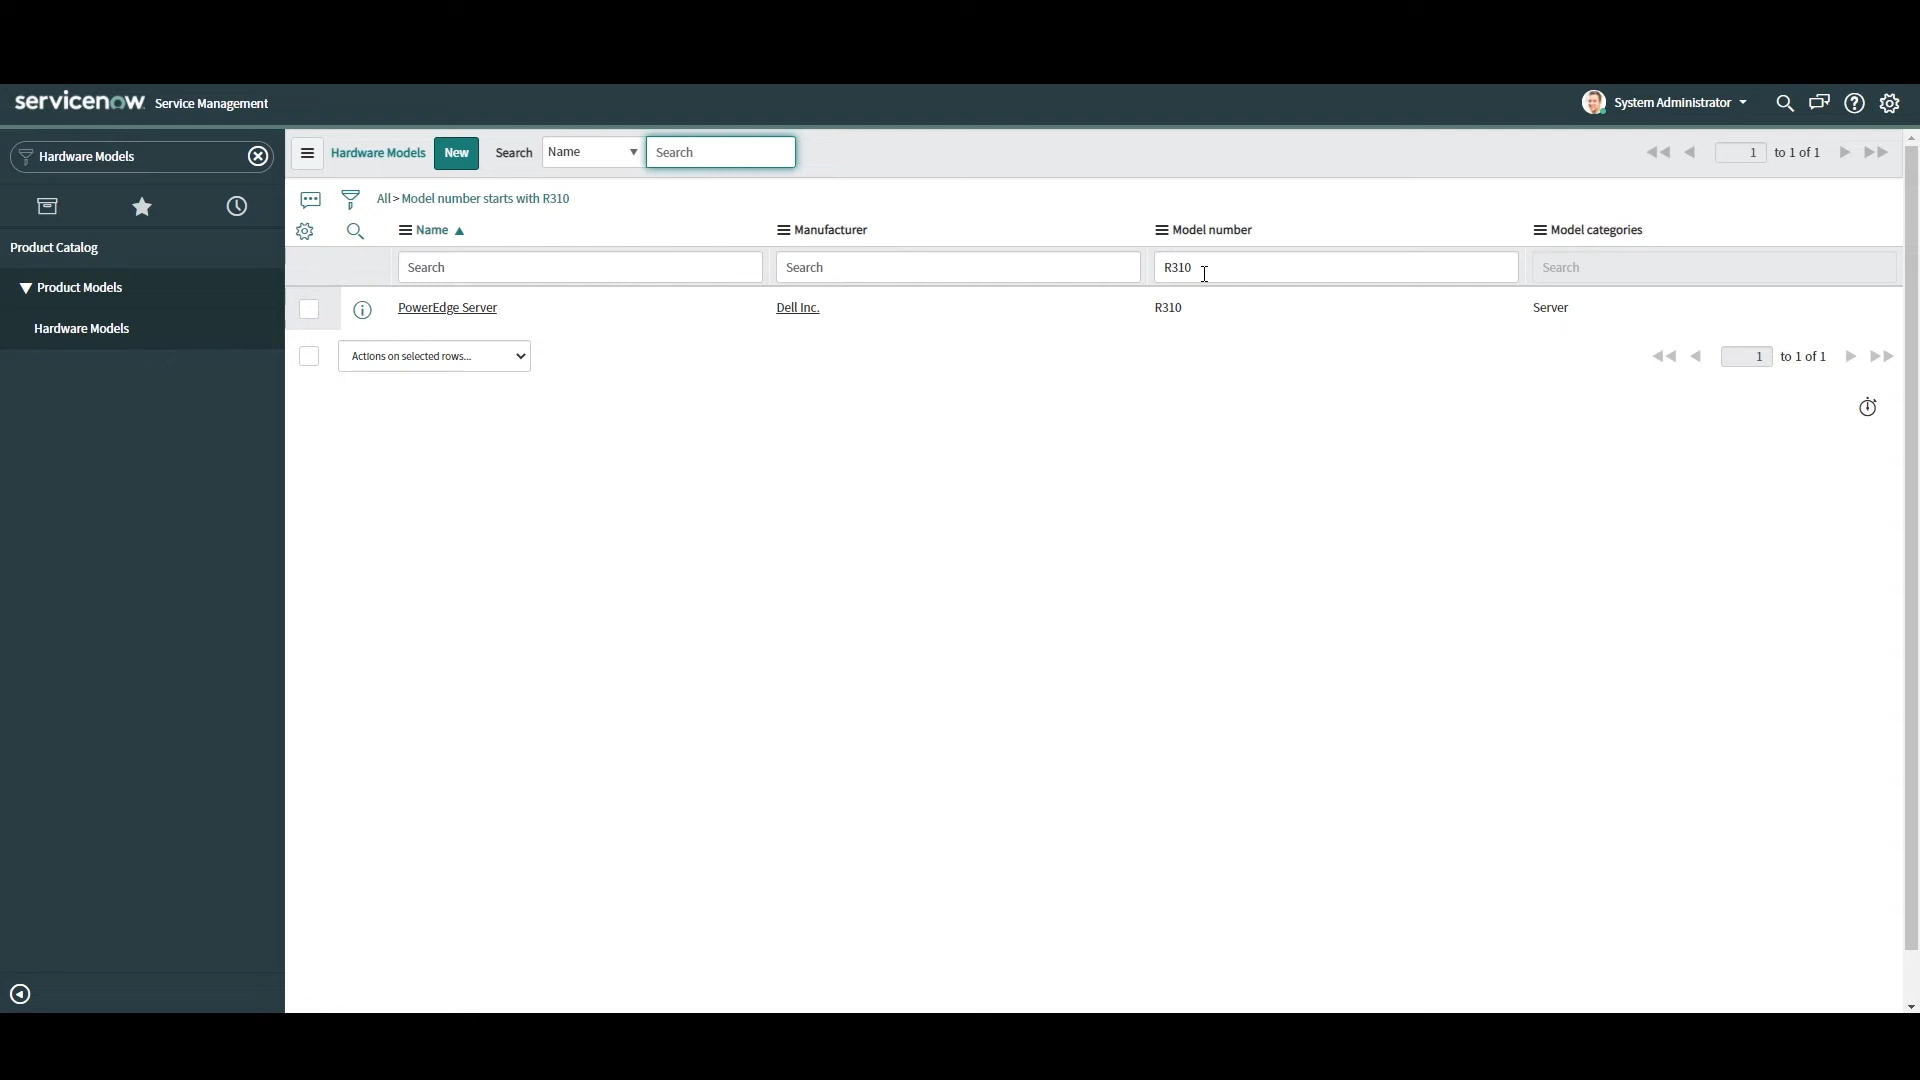 servicenow Service Management System Administrator
Hardware Models
Hardware Models New Search Name Search 1 to 1 of 1
All > Model number starts with R310
Name Manufacturer Model number Model categories
Search Search R310 Search
PowerEdge Server Dell Inc. R310 Server
Actions on selected rows... 1 to 1 of 1
Product Catalog
Product Models
Hardware Models